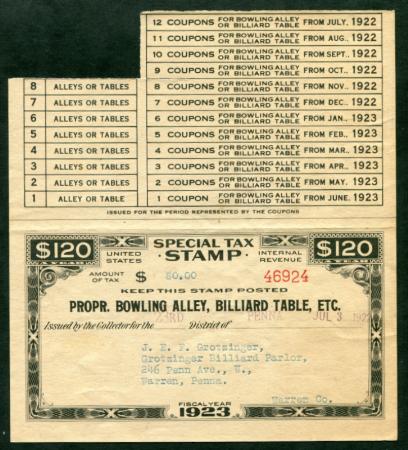 12 COUPONS FOR BOWLING ALLEY OR BILLIARD TABLE FROM JULY, 1922
11 COUPONS FOR BOWLING ALLEY OR BILLIARD TABLE FROM AUG., 1922
10 COUPONS FOR BOWLING ALLEY OR BILLIARD TABLE FROM SEPT., 1922
9 COUPONS FOR BOWLING ALLEY OR BILLIARD TABLE FROM OCT., 1922
8 ALLEYS OR TABLES 8 COUPONS FOR BOWLING ALLEY OR BILLIARD TABLE FROM NOV., 1922
7 ALLEYS OR TABLES 7 COUPONS FOR BOWLING ALLEY OR BILLIARD TABLE FROM DEC., 1922
6 ALLEYS OR TABLES 6 COUPONS FOR BOWLING ALLEY OR BILLIARD TABLE FROM JAN., 1923
5 ALLEYS OR TABLES 5 COUPONS FOR BOWLING ALLEY OR BILLIARD TABLE FROM FEB., 1923
4 ALLEYS OR TABLES 4 COUPONS FOR BOWLING ALLEY OR BILLIARD TABLE FROM MAR., 1923
3 ALLEYS OR TABLES 3 COUPONS FOR BOWLING ALLEY OR BILLIARD TABLE FROM APR., 1923
2 ALLEYS OR TABLES 2 COUPONS FOR BOWLING ALLEY OR BILLIARD TABLE FROM MAY. 1923
1 ALLEY OR TABLE 1 COUPON FOR BOWLING ALLEY OR BILLIARD TABLE FROM JUNE. 1923
ISSUED FOR THE PERIOD REPRESENTED BY THE COUPONS
$120 A YEAR SPECIAL TAX $120 A YEAR
UNITED STATES STAMP INTERNAL REVENUE
AMOUNT OF TAX $ 80.00 46924
KEEP THIS STAMP POSTED
PROPR. BOWLING ALLEY, BILLIARD TABLE, ETC.
Issued by the Collector for the 23RD District of PENNA JUL 3 1922
J. E. F. Grotzinger,
Grotzinger Billiard Parlor,
246 Penn Ave., W.,
Warren, Penna.
FISCAL YEAR
1923
Warren Co.